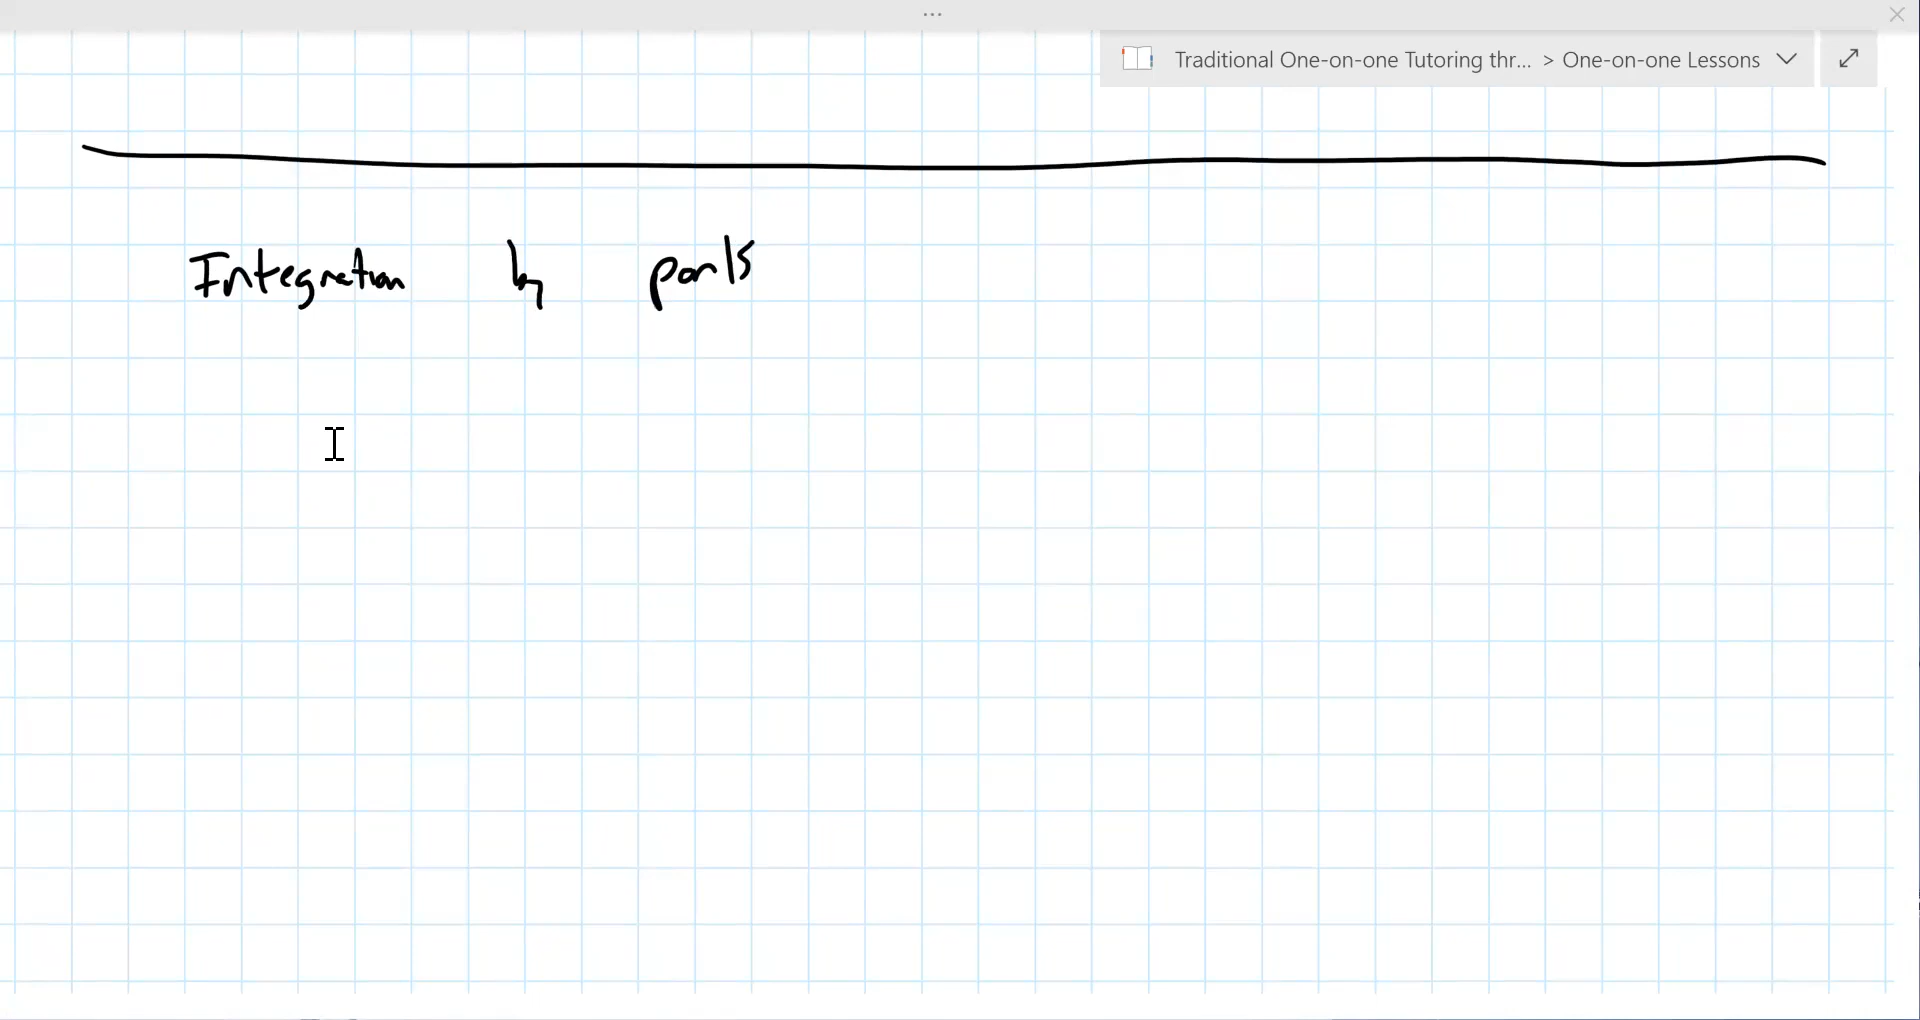 ...
Traditional One-on-one Tutoring thr... > One-on-one Lessons
Integration by parts